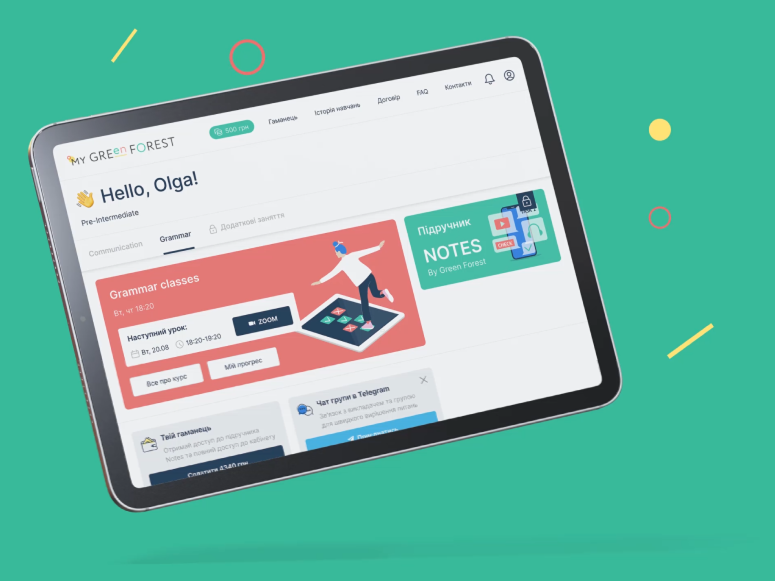 MY GREEN FOREST
500 грн
Гаманець
Історія навчань
Договір
FAQ
Контакти
Hello, Olga!
Pre-Intermediate
Communication
Grammar
Додаткові заняття
Grammar classes
Вт, чт 18:20
Наступний урок:
Вт, 20.08
18:20-19:20
ZOOM
Все про курс
Мій прогрес
Підручник
NOTES
By Green Forest
CHECK
Твій гаманець
Отримай доступ до підручника
Notes та повний доступ до кабінету
Сплатити 4340 грн
Чат групи в Telegram
Зв'язок з викладачем та групою
для швидкого вирішення питань